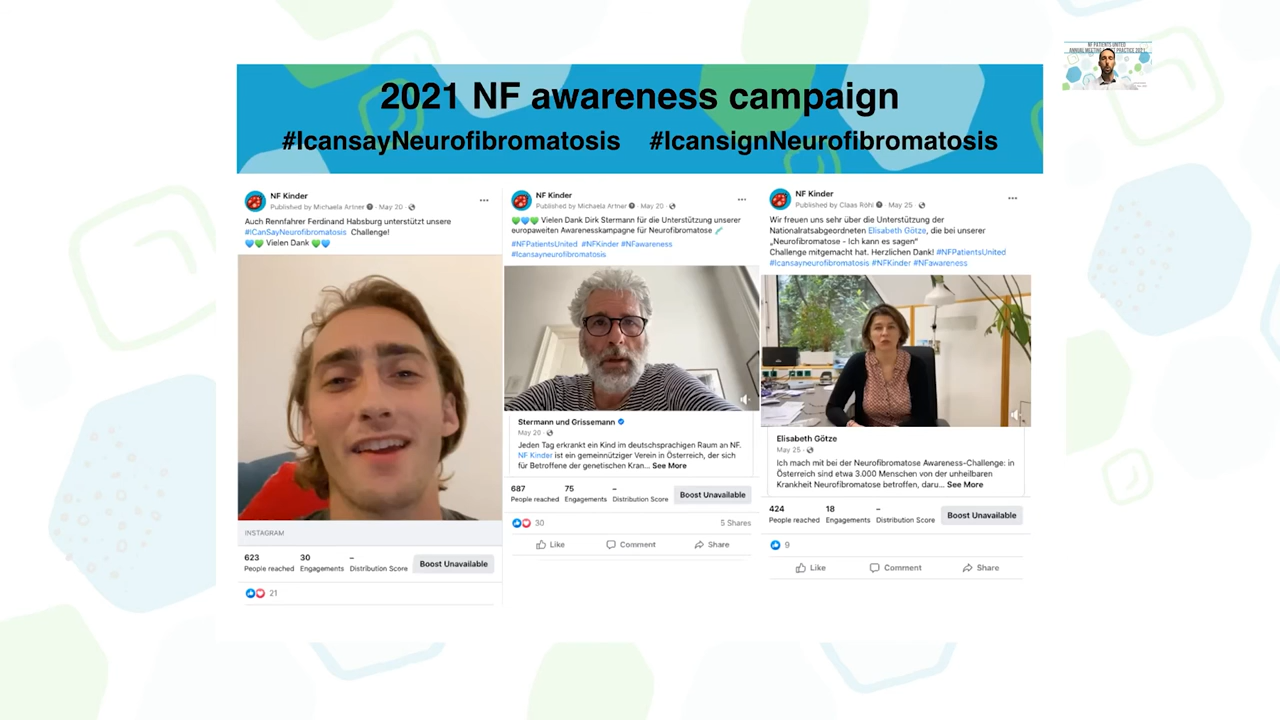 NF PATIENTS UNITED
2021 NF awareness campaign
#IcansayNeurofibromatosis #IcansignNeurofibromatosis
NF Kinder
Published by Michaela Artner · May 20 ·
Auch Rennfahrer Ferdinand Habsburg unterstützt unsere
#ICanSayNeurofibromatosis Challenge!
Vielen Dank
INSTAGRAM
623 30 –
People reached Engagements Distribution Score
Boost Unavailable
21
NF Kinder
Published by Michaela Artner · May 20 ·
Vielen Dank Dirk Stermann für die Unterstützung unserer
europaweiten Awarenesskampagne für Neurofibromatose
#NFPatientsUnited #NFKinder #NFawareness
#Icansayneurofibromatosis
Stermann und Grissemann
May 20 ·
Jeden Tag erkrankt ein Kind im deutschsprachigen Raum an NF.
NF Kinder ist ein gemeinnütziger Verein in Österreich, der sich
für Betroffene der genetischen Kran... See More
687 75 –
People reached Engagements Distribution Score
Boost Unavailable
30 5 Shares
Like Comment Share
NF Kinder
Published by Claas Röhl · May 25 ·
Wir freuen uns sehr über die Unterstützung der
Nationalratsabgeordneten Elisabeth Götze, die bei unserer
„Neurofibromatose - Ich kann es sagen“
Challenge mitgemacht hat. Herzlichen Dank! #NFPatientsUnited
#Icansayneurofibromatosis #NFKinder #NFawareness
Elisabeth Götze
May 25 ·
Ich mach mit bei der Neurofibromatose Awareness-Challenge: in
Österreich sind etwa 3.000 Menschen von der unheilbaren
Krankheit Neurofibromatose betroffen, daru... See More
424 18 –
People reached Engagements Distribution Score
Boost Unavailable
9
Like Comment Share